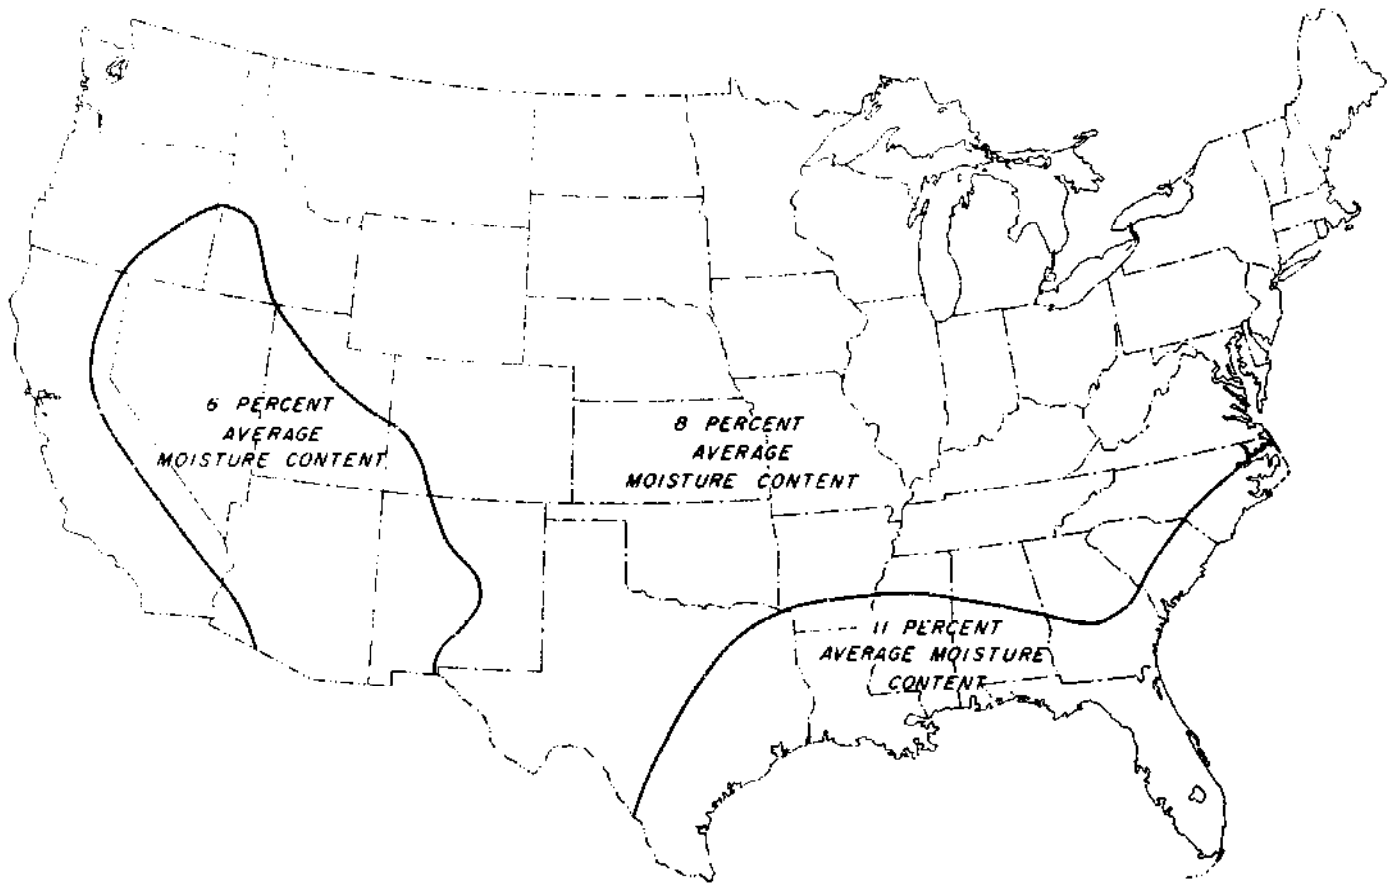 6 PERCENT
AVERAGE
MOISTURE CONTENT
8 PERCENT
AVERAGE
MOISTURE CONTENT
11 PERCENT
AVERAGE MOISTURE
CONTENT